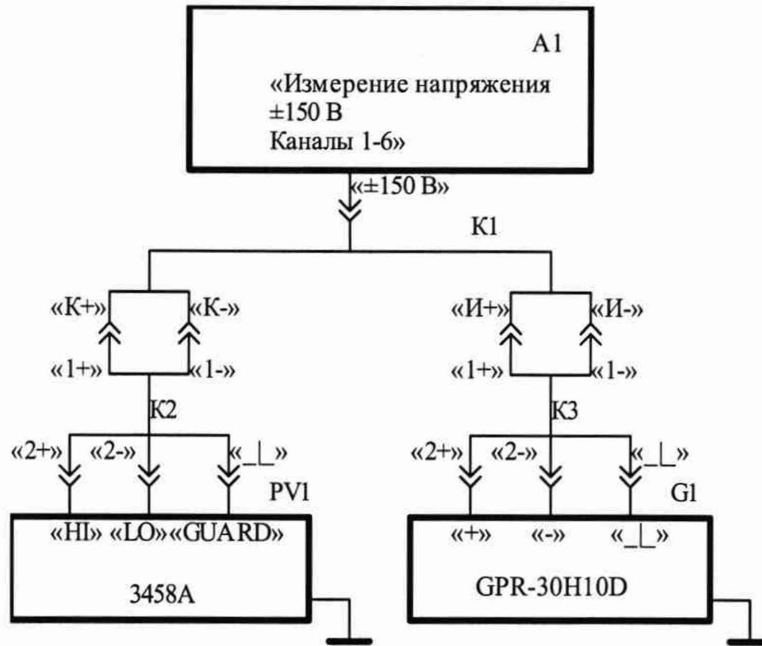 А1
«Измерение напряжения
±150 В
Каналы 1-6»
«±150 В»
К1
«К+» «К-» «И+» «И-»
«1+» «1-» «1+» «1-»
К2 К3
«2+» «2-» «_|_» «2+» «2-» «_|_»
PV1 G1
«HI» «LO» «GUARD» «+» «-» «_|_»
3458A GPR-30H10D